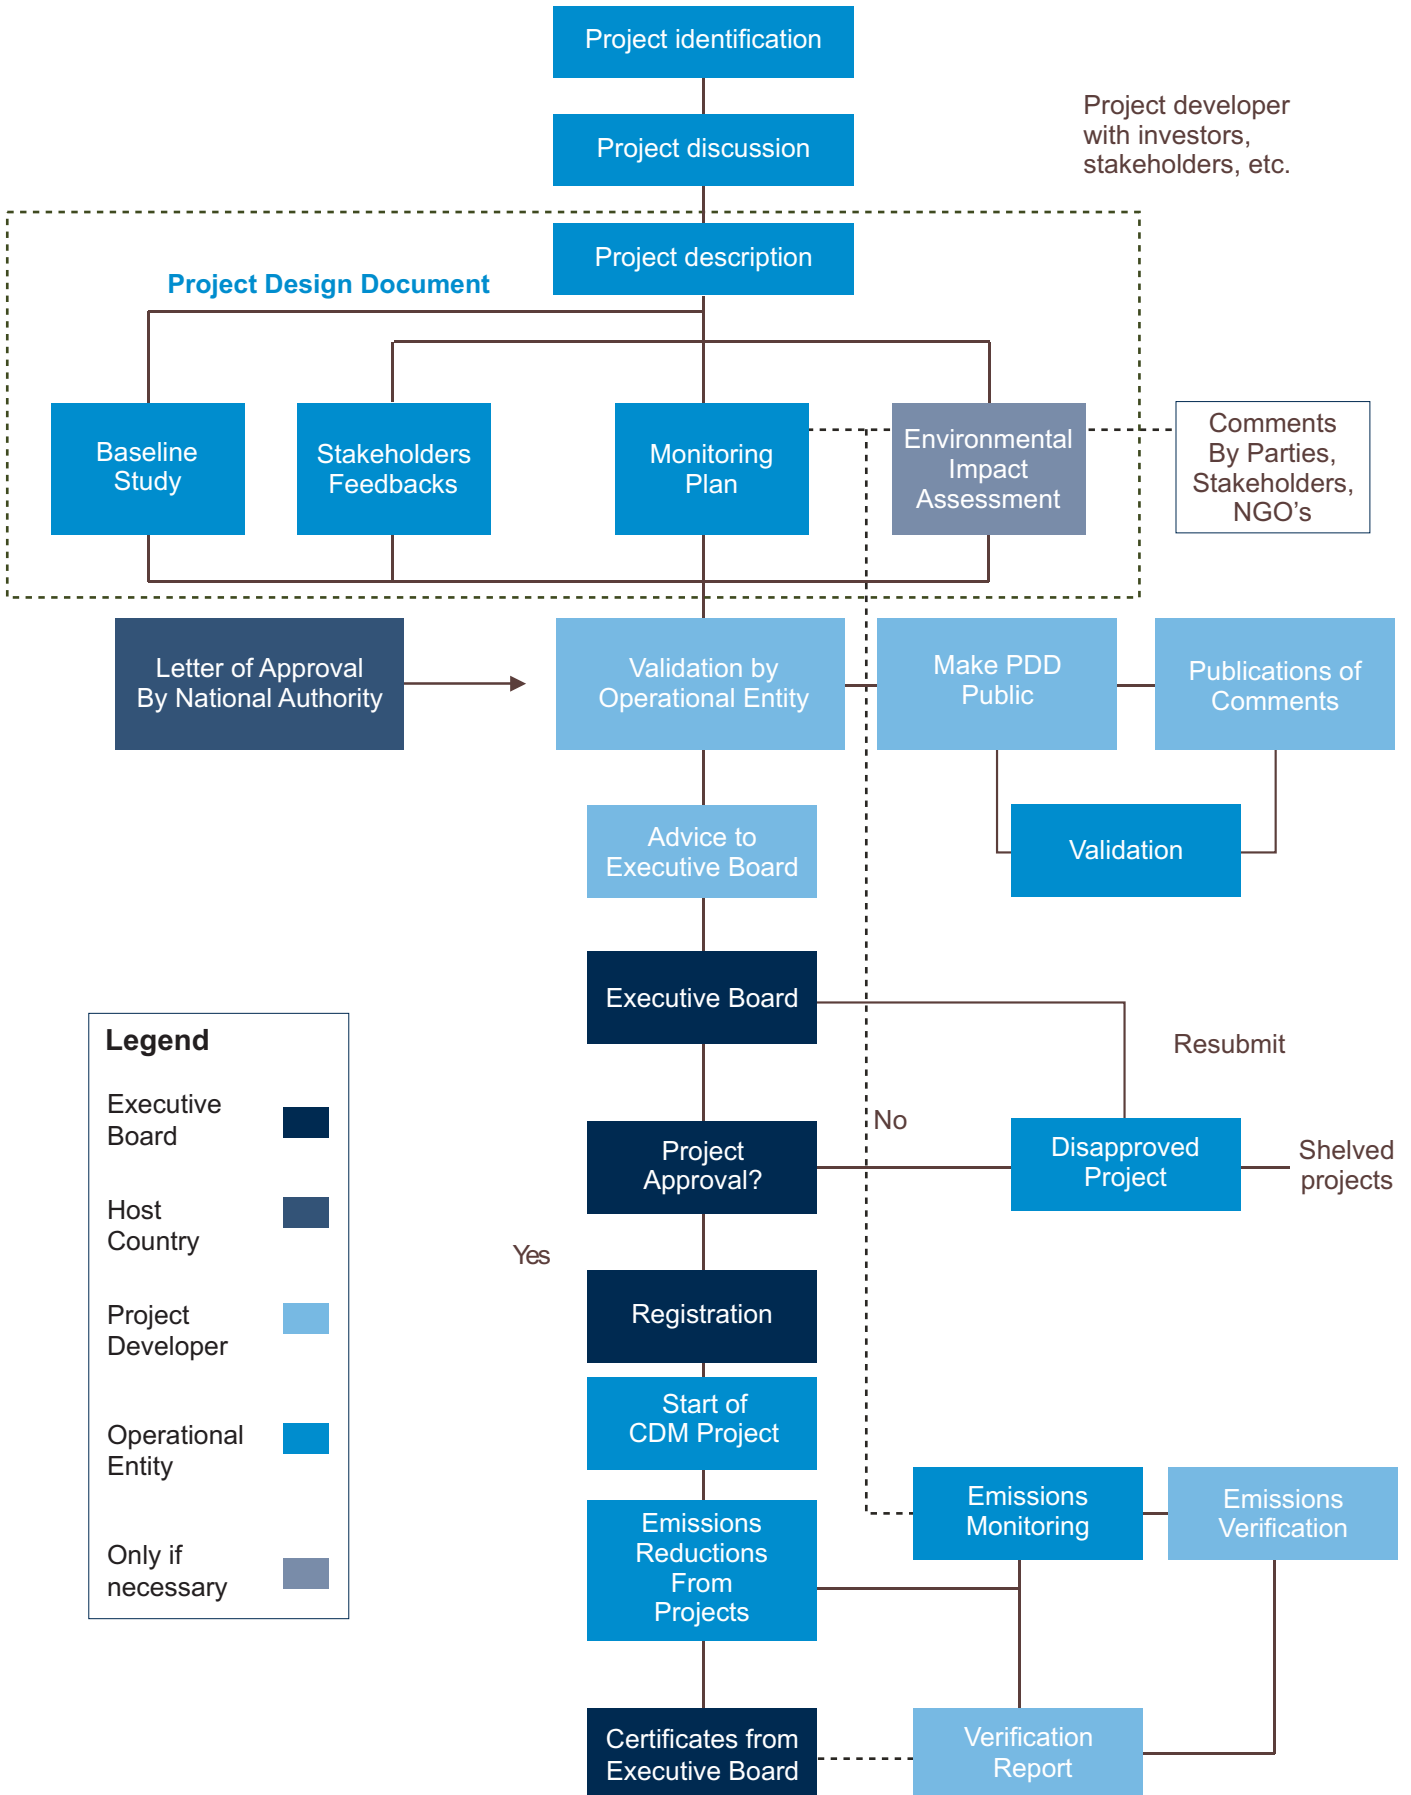 Project identification
Project developer
with investors,
stakeholders, etc.
Project discussion
Project description
Project Design Document
Baseline
Study
Stakeholders
Feedbacks
Monitoring
Plan
Environmental
Impact
Assessment
Comments
By Parties,
Stakeholders,
NGO's
Letter of Approval
By National Authority
Validation by
Operational Entity
Make PDD
Public
Publications of
Comments
Advice to
Executive Board
Validation
Executive Board
Resubmit
Project
Approval?
No
Disapproved
Project
Shelved
projects
Yes
Registration
Start of
CDM Project
Emissions
Reductions
From
Projects
Emissions
Monitoring
Emissions
Verification
Certificates from
Executive Board
Verification
Report
Legend
Executive
Board
Host
Country
Project
Developer
Operational
Entity
Only if
necessary